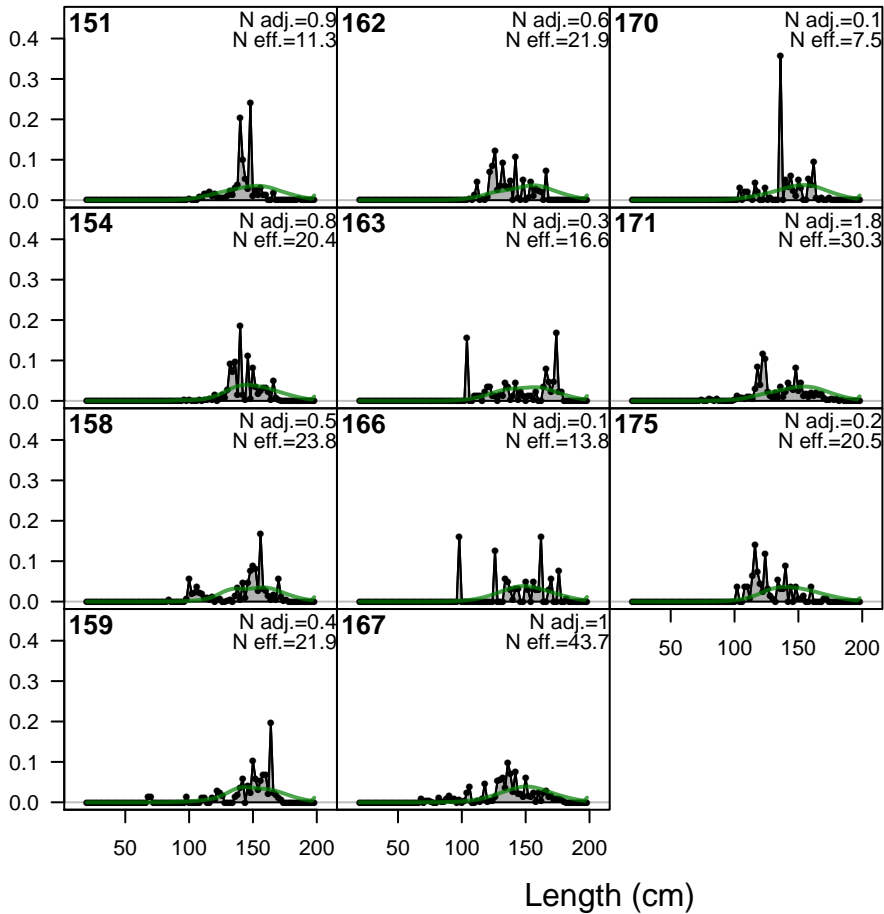 151
N adj.=0.9
N eff.=11.3
162
N adj.=0.6
N eff.=21.9
170
N adj.=0.1
N eff.=7.5
0.4
0.3
0.2
0.1
0.0
154
N adj.=0.8
N eff.=20.4
163
N adj.=0.3
N eff.=16.6
171
N adj.=1.8
N eff.=30.3
0.4
0.3
0.2
0.1
0.0
158
N adj.=0.5
N eff.=23.8
166
N adj.=0.1
N eff.=13.8
175
N adj.=0.2
N eff.=20.5
0.4
0.3
0.2
0.1
0.0
159
N adj.=0.4
N eff.=21.9
167
N adj.=1
N eff.=43.7
50 100 150 200
0.4
0.3
0.2
0.1
0.0
50 100 150 200
50 100 150 200
Length (cm)